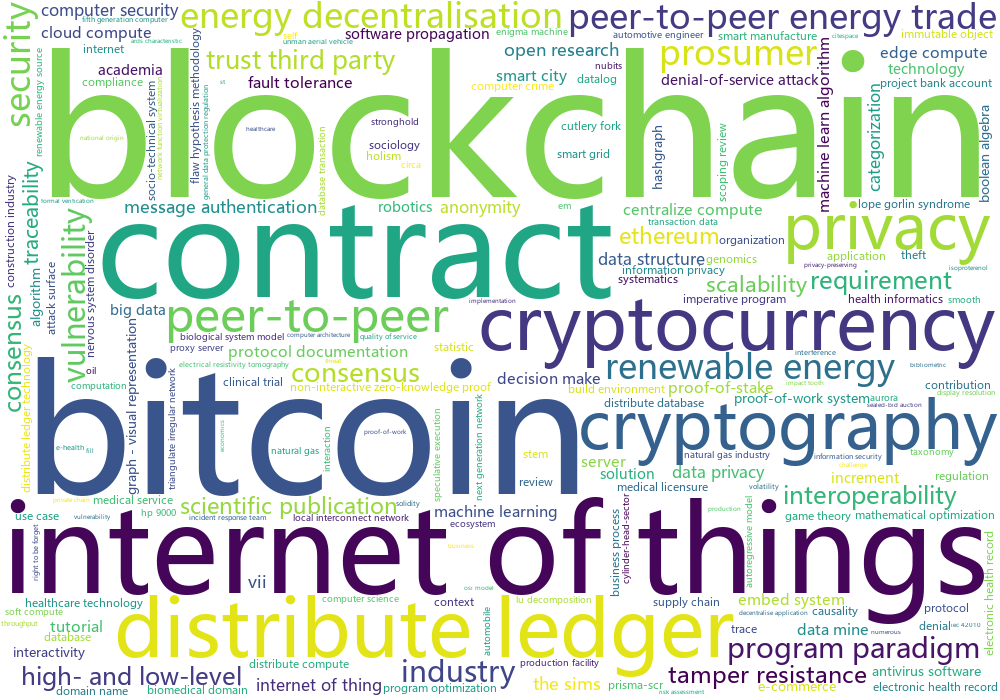 computer security
fifth generation computer
energy decentralisation
peer-to-peer energy trade
cloud compute
self
software propagation
enigma machine
automotive engineer
smart manufacture
citespace
immutable object
security
internet
unman aerial vehicle
trust third party
open research
prosumer
edge compute
renewable energy source
academia
compliance
fault tolerance
smart city
nubits
denial-of-service attack
technology
datalog
project bank account
computer crime
blockchain
socio-technical system
network function virtualization
flaw hypothesis methodology
general data protection regulation
national origin
healthcare
stronghold
sociology
holism
circa
cutlery fork
smart grid
hashgraph
scoping review
machine learn algorithm
categorization
boolean algebra
database transaction
construction industry
algorithm traceability
formal verification
message authentication
robotics
anonymity
em
centralize compute
transaction data
lope gorlin syndrome
contract
ethereum
organization
privacy
vulnerability
attack surface
nervous system disorder
data structure
genomics
application
theft
information privacy
privacy-preserving
isoproterenol
systematics
scalability
requirement
big data
peer-to-peer
implementation
imperative program
health informatics
smooth
cryptocurrency
consensus
biological system model
computer architecture
quality of service
proxy server
protocol documentation
statistic
interference
oil
electrical resistivity tomography
renewable energy
bibliometric
computation
clinical trial
consensus
decision make
non-interactive zero-knowledge proof
build environment
proof-of-stake
impact tooth
contribution
display resolution
distribute ledger technology
graph - visual representation
triangulate irregular network
distribute database
proof-of-work system
aurora
sealed-bid auction
bitcoin
cryptography
economics
proof-of-work
e-health
fill
natural gas
interaction
speculative execution
next generation network
stem
review
natural gas industry
information security
taxonomy
server
solution
data privacy
challenge
increment
regulation
private chain
medical service
scientific publication
solidity
medical licensure
volatility
interoperability
use case
vulnerability
hp 9000
incident response team
local interconnect network
machine learning
ecosystem
production
game theory
mathematical optimization
internet of things
right to be forget
vii
business
business process
cylinder-head-sector
autoregressive model
electronic health record
osi model
healthcare technology
computer science
context
lu decomposition
supply chain
embed system
soft compute
throughput
decentralise application
causality
protocol
tutorial
distribute ledger
automobile
trace
data mine
denial
iec 42010
numerous
database
interactivity
program paradigm
high- and low-level
distribute compute
industry
production facility
tamper resistance
antivirus software
domain name
biomedical domain
internet of thing
program optimization
the sims
prisma-scr
risk assessment
e-commerce
electronic health record